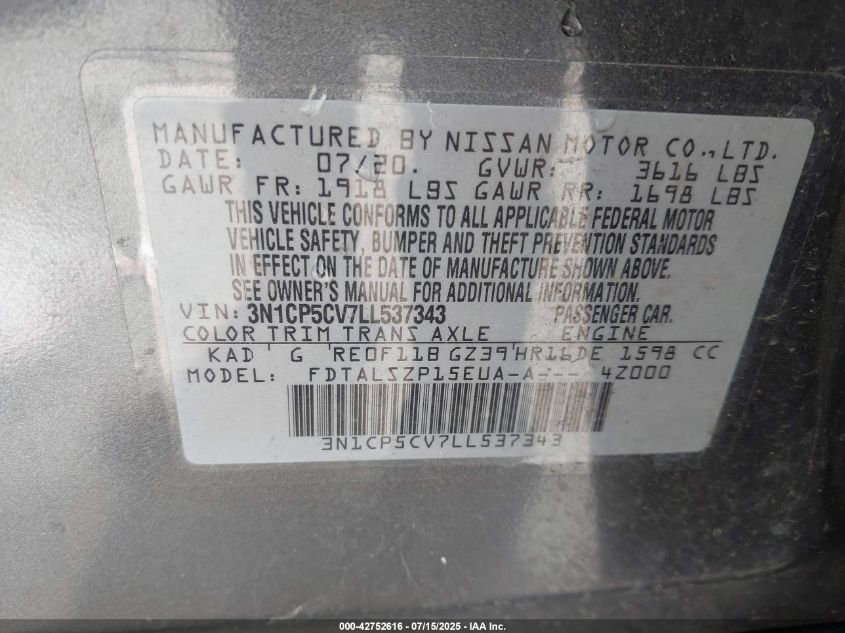 MANUFACTURED BY NISSAN MOTOR CO., LTD.
DATE: 07/20. GVWR: 3616 LBS
GAWR FR: 1918 LBS GAWR RR: 1698 LBS
THIS VEHICLE CONFORMS TO ALL APPLICABLE FEDERAL MOTOR
VEHICLE SAFETY, BUMPER AND THEFT PREVENTION STANDARDS
IN EFFECT ON THE DATE OF MANUFACTURE SHOWN ABOVE.
SEE OWNER'S MANUAL FOR ADDITIONAL INFORMATION.
VIN: 3N1CP5CV7LL537343 PASSENGER CAR.
COLOR TRIM TRANS AXLE ENGINE
KAD G RE0F11B GZ39 HR16DE 1598 CC
MODEL: FDTALSZP15EUA-A--- 4Z000
3N1CP5CV7LL537343
000-42752616 - 07/15/2025 - IAA Inc.